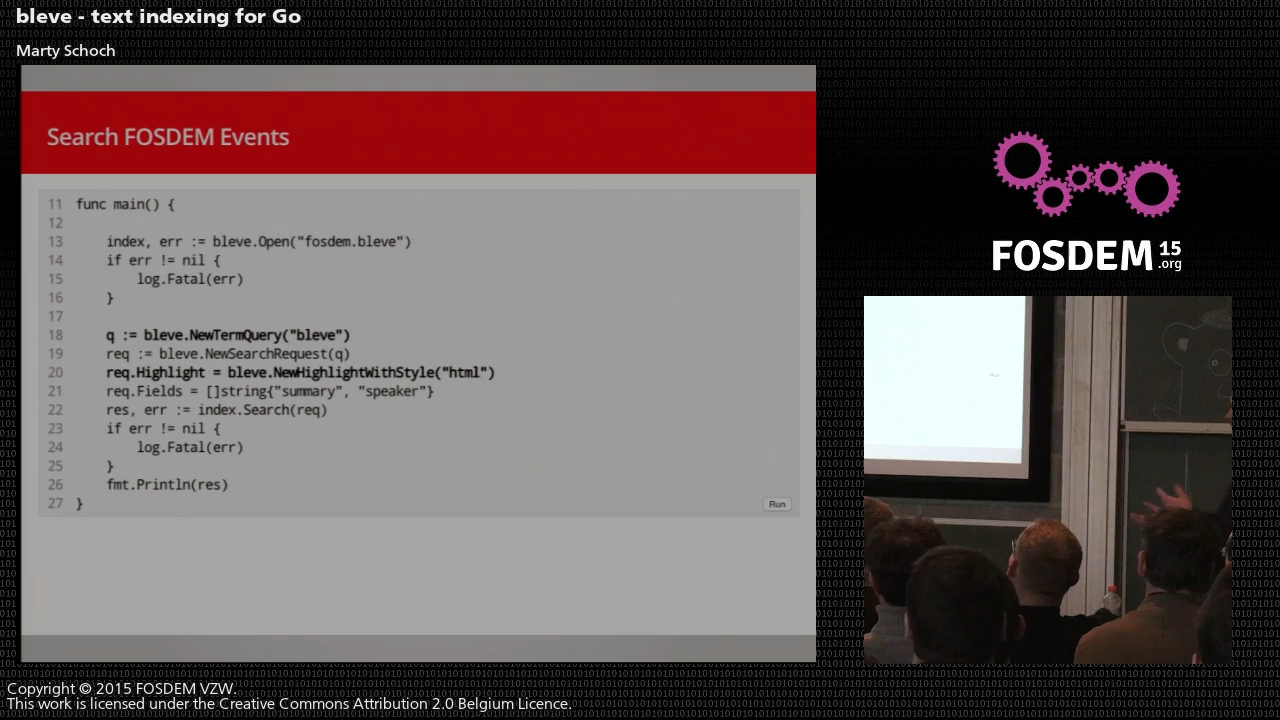 bleve - text indexing for Go
Marty Schoch
Search FOSDEM Events
11 func main() {
12
13 index, err := bleve.Open("fosdem.bleve")
14 if err != nil {
15 log.Fatal(err)
16 }
17
18 q := bleve.NewTermQuery("bleve")
19 req := bleve.NewSearchRequest(q)
20 req.Highlight = bleve.NewHighlightWithStyle("html")
21 req.Fields = []string{"summary", "speaker"}
22 res, err := index.Search(req)
23 if err != nil {
24 log.Fatal(err)
25 }
26 fmt.Println(res)
27 }
Run
FOSDEM 15
.org
Copyright © 2015 FOSDEM VZW.
This work is licensed under the Creative Commons Attribution 2.0 Belgium Licence.